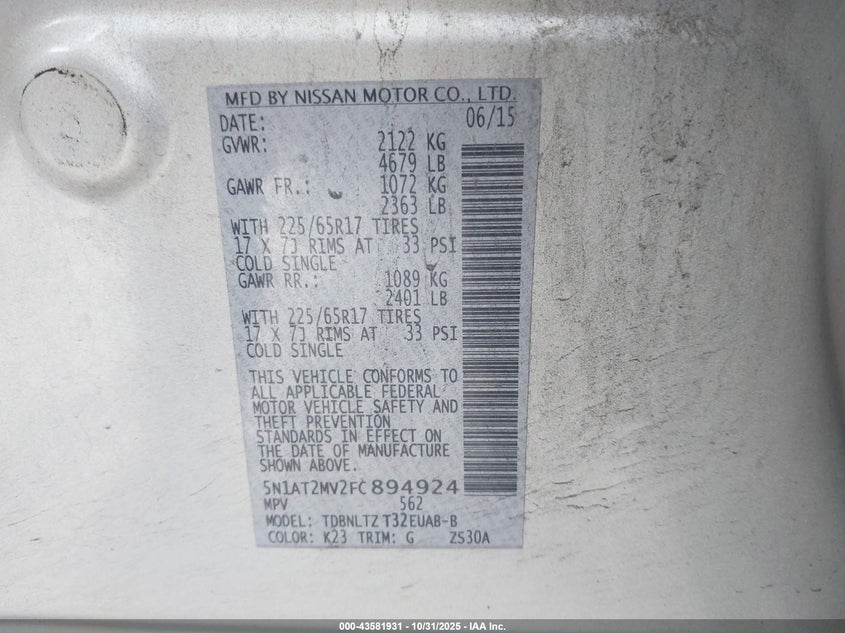 MFD BY NISSAN MOTOR CO., LTD.
DATE: 06/15
GVWR: 2122 KG
4679 LB
GAWR FR.: 1072 KG
2363 LB
WITH 225/65R17 TIRES
17 X 7J RIMS AT 33 PSI
COLD SINGLE
GAWR RR.: 1089 KG
2401 LB
WITH 225/65R17 TIRES
17 X 7J RIMS AT 33 PSI
COLD SINGLE
THIS VEHICLE CONFORMS TO
ALL APPLICABLE FEDERAL
MOTOR VEHICLE SAFETY AND
THEFT PREVENTION
STANDARDS IN EFFECT ON
THE DATE OF MANUFACTURE
SHOWN ABOVE.
5N1AT2MV2FC894924
MPV 562
MODEL: TDBNLTZ T32EUAB-B
COLOR: K23 TRIM: G ZS30A
000-43581931 - 10/31/2025 - IAA Inc.